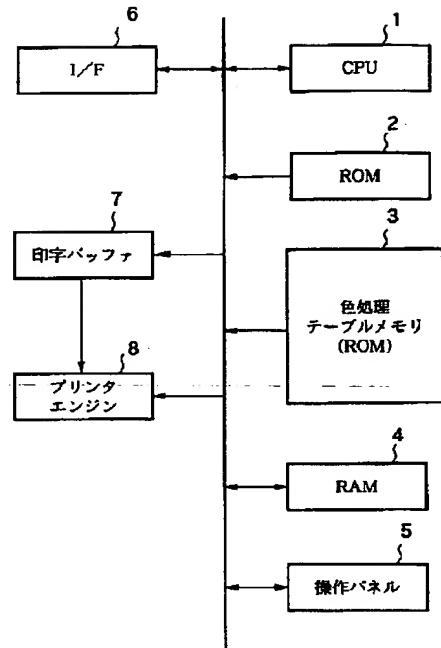 6
I/F
1
CPU
2
ROM
7
印字バッファ
3
色処理
テーブルメモリ
(ROM)
8
プリンタ
エンジン
4
RAM
5
操作パネル